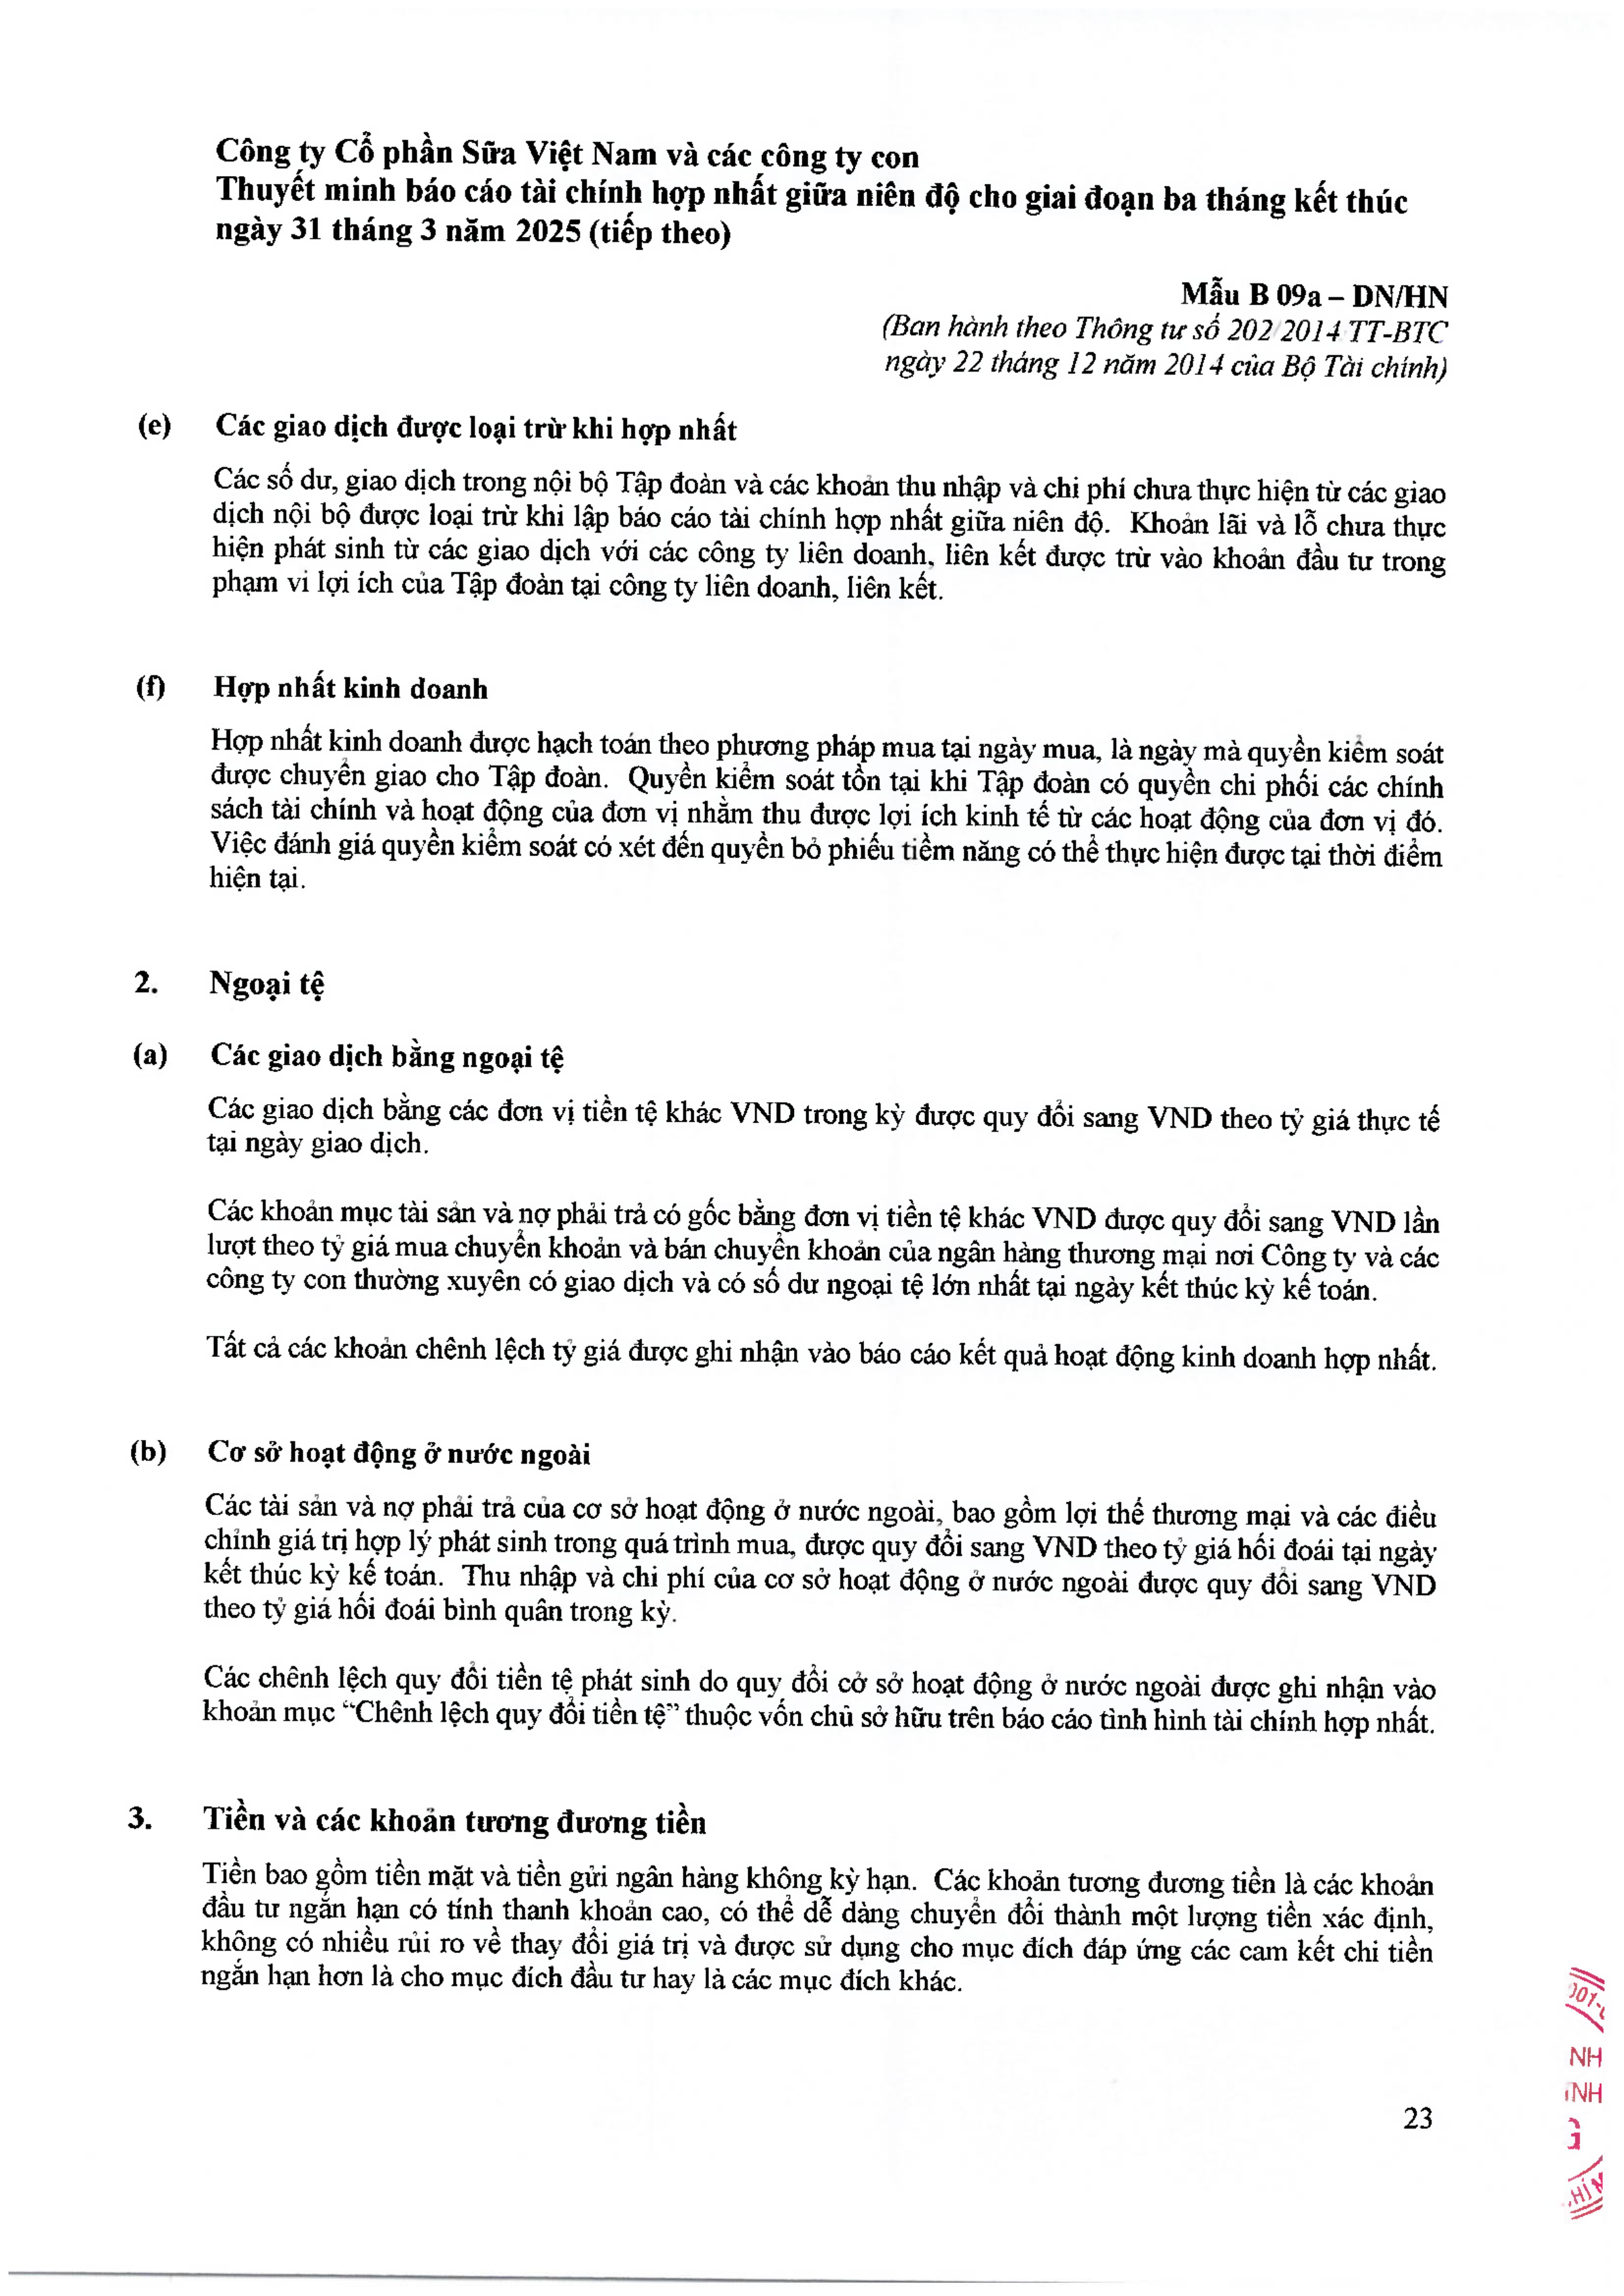 Công ty Cổ phần Sữa Việt Nam và các công ty con
Thuyết minh báo cáo tài chính hợp nhất giữa niên độ cho giai đoạn ba tháng kết thúc
ngày 31 tháng 3 năm 2025 (tiếp theo)
Mẫu B 09a – DN/HN
(Ban hành theo Thông tư số 202/2014/TT-BTC
ngày 22 tháng 12 năm 2014 của Bộ Tài chính)
(e) Các giao dịch được loại trừ khi hợp nhất
Các số dư, giao dịch trong nội bộ Tập đoàn và các khoản thu nhập và chi phí chưa thực hiện từ các giao
dịch nội bộ được loại trừ khi lập báo cáo tài chính hợp nhất giữa niên độ. Khoản lãi và lỗ chưa thực
hiện phát sinh từ các giao dịch với các công ty liên doanh, liên kết được trừ vào khoản đầu tư trong
phạm vi lợi ích của Tập đoàn tại công ty liên doanh, liên kết.
(f) Hợp nhất kinh doanh
Hợp nhất kinh doanh được hạch toán theo phương pháp mua tại ngày mua, là ngày mà quyền kiểm soát
được chuyển giao cho Tập đoàn. Quyền kiểm soát tồn tại khi Tập đoàn có quyền chi phối các chính
sách tài chính và hoạt động của đơn vị nhằm thu được lợi ích kinh tế từ các hoạt động của đơn vị đó.
Việc đánh giá quyền kiểm soát có xét đến quyền bỏ phiếu tiềm năng có thể thực hiện được tại thời điểm
hiện tại.
2. Ngoại tệ
(a) Các giao dịch bằng ngoại tệ
Các giao dịch bằng các đơn vị tiền tệ khác VND trong kỳ được quy đổi sang VND theo tỷ giá thực tế
tại ngày giao dịch.
Các khoản mục tài sản và nợ phải trả có gốc bằng đơn vị tiền tệ khác VND được quy đổi sang VND lần
lượt theo tỷ giá mua chuyển khoản và bán chuyển khoản của ngân hàng thương mại nơi Công ty và các
công ty con thường xuyên có giao dịch và có số dư ngoại tệ lớn nhất tại ngày kết thúc kỳ kế toán.
Tất cả các khoản chênh lệch tỷ giá được ghi nhận vào báo cáo kết quả hoạt động kinh doanh hợp nhất.
(b) Cơ sở hoạt động ở nước ngoài
Các tài sản và nợ phải trả của cơ sở hoạt động ở nước ngoài, bao gồm lợi thế thương mại và các điều
chỉnh giá trị hợp lý phát sinh trong quá trình mua, được quy đổi sang VND theo tỷ giá hối đoái tại ngày
kết thúc kỳ kế toán. Thu nhập và chi phí của cơ sở hoạt động ở nước ngoài được quy đổi sang VND
theo tỷ giá hối đoái bình quân trong kỳ.
Các chênh lệch quy đổi tiền tệ phát sinh do quy đổi cở sở hoạt động ở nước ngoài được ghi nhận vào
khoản mục “Chênh lệch quy đổi tiền tệ” thuộc vốn chủ sở hữu trên báo cáo tình hình tài chính hợp nhất.
3. Tiền và các khoản tương đương tiền
Tiền bao gồm tiền mặt và tiền gửi ngân hàng không kỳ hạn. Các khoản tương đương tiền là các khoản
đầu tư ngắn hạn có tính thanh khoản cao, có thể dễ dàng chuyển đổi thành một lượng tiền xác định,
không có nhiều rủi ro về thay đổi giá trị và được sử dụng cho mục đích đáp ứng các cam kết chi tiền
ngắn hạn hơn là cho mục đích đầu tư hay là các mục đích khác.
NH
NH
23